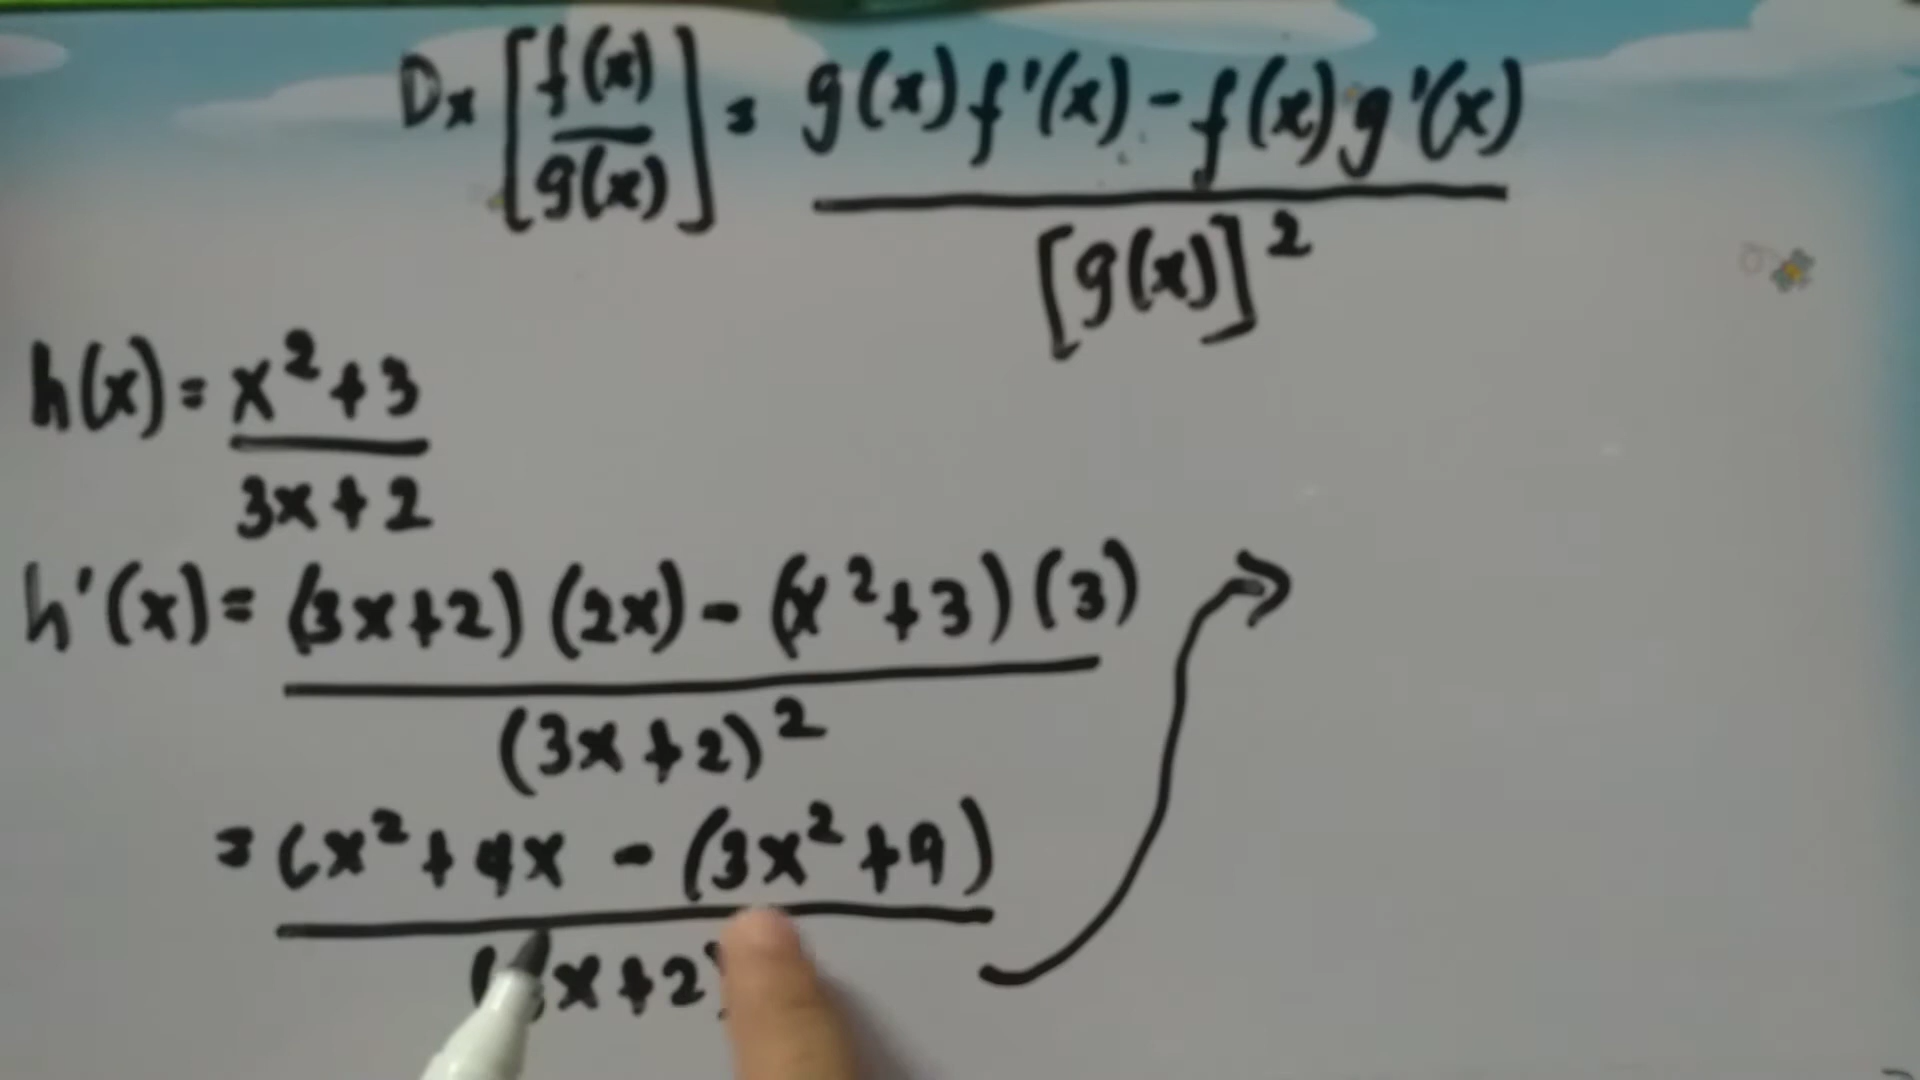 Dx [f(x)/g(x)] = g(x)f'(x) - f(x)g'(x)
[g(x)]²
h(x) = x² + 3
3x + 2
h'(x) = (3x+2)(2x) - (x²+3)(3)
(3x+2)²
= 6x² + 4x - (3x² + 9)
x+2